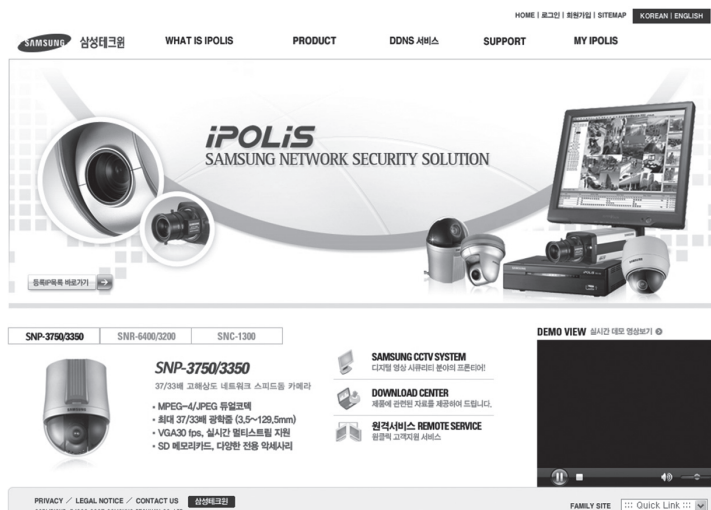 HOME | 로그인 | 회원가입 | SITEMAP KOREAN | ENGLISH
SAMSUNG 삼성테크윈 WHAT IS IPOLIS PRODUCT DDNS 서비스 SUPPORT MY IPOLIS
iPOLiS
SAMSUNG NETWORK SECURITY SOLUTION
등록IP목록 바로가기
SNP-3750/3350 SNR-6400/3200 SNC-1300
DEMO VIEW 실시간 데모 영상보기
SNP-3750/3350
37/33배 고해상도 네트워크 스피드돔 카메라
• MPEG-4/JPEG 듀얼코덱
• 최대 37/33배 광학줌 (3.5~129.5mm)
• VGA30 fps, 실시간 멀티스트림 지원
• SD 메모리카드, 다양한 전용 악세사리
SAMSUNG CCTV SYSTEM
디지털 영상 시큐리티 분야의 프론티어!
DOWNLOAD CENTER
제품에 관련된 자료를 제공하여 드립니다.
원격서비스 REMOTE SERVICE
원클릭 고객지원 서비스
PRIVACY / LEGAL NOTICE / CONTACT US 삼성테크윈
FAMILY SITE ::: Quick Link :::